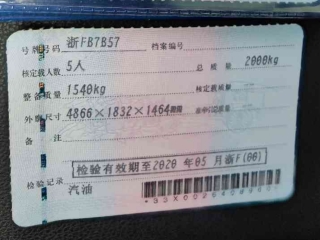 号牌号码 浙FB7B57 档案编号
核定载人数 5人 总质量 2000kg
整备质量 1540kg 核定载质量
外廓尺寸 4866×1832×1464
备注
检验有效期至2020年05月浙F(00)
检验记录
汽油